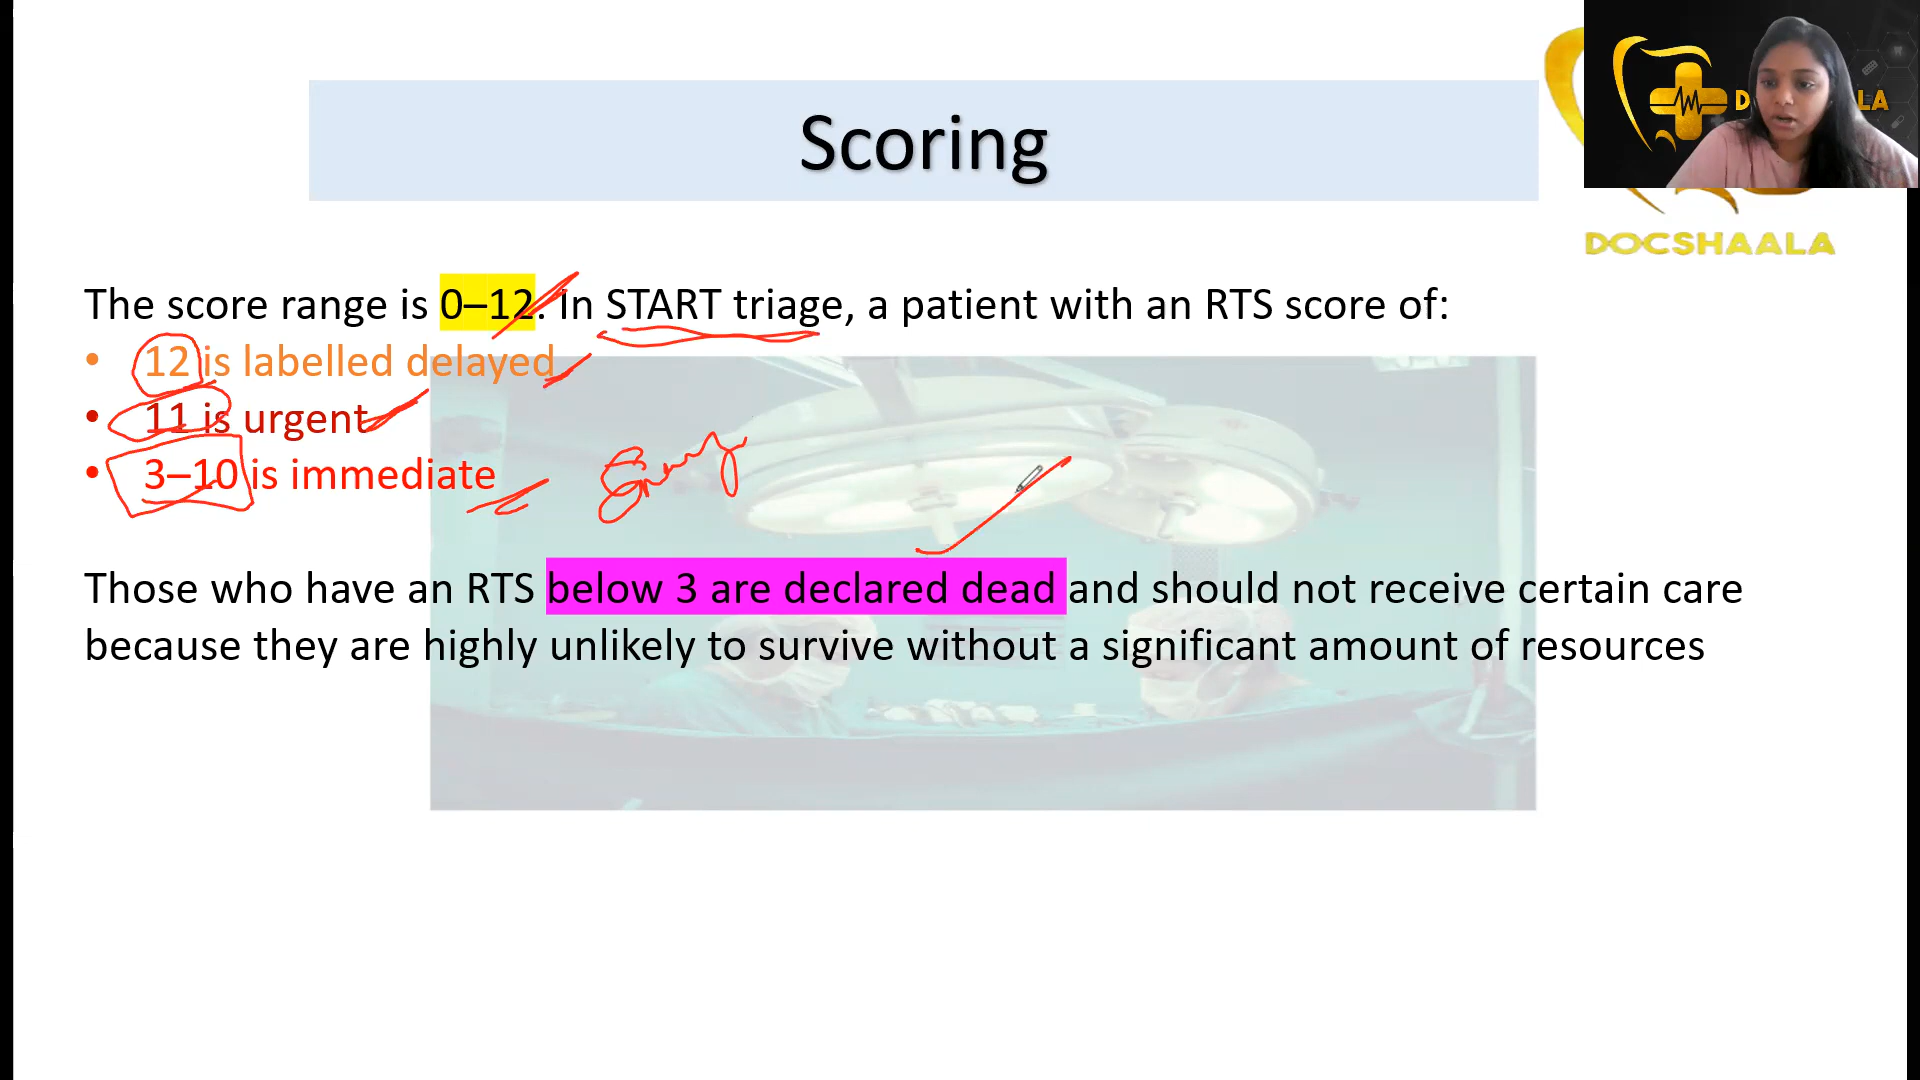 Scoring
DOCSHAALA
The score range is 0–12. In START triage, a patient with an RTS score of:
• 12 is labelled delayed
• 11 is urgent
• 3–10 is immediate
Those who have an RTS below 3 are declared dead and should not receive certain care
because they are highly unlikely to survive without a significant amount of resources